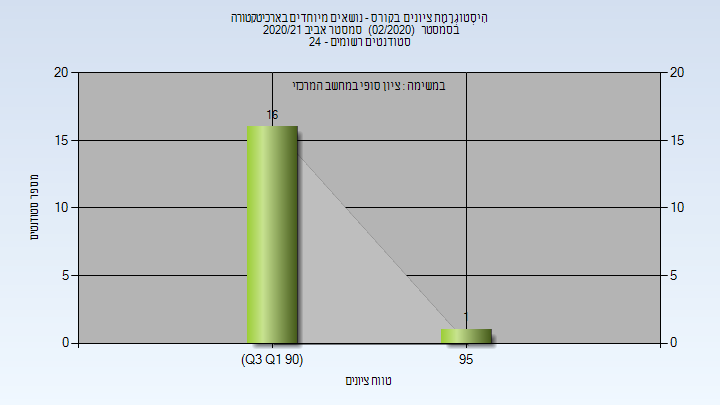 היסטוגרמת ציונים בקורס - נושאים מיוחדים בארכיטקטורה
בסמסטר (02/2020) סמסטר אביב 2020/21
סטודנטים רשומים - 24
במשימה : ציון סופי במחשב המרכזי
20
20
16
15
15
10
10
5
5
1
0
0
מספר סטודנטים
(Q3 Q1 90)
95
טווח ציונים